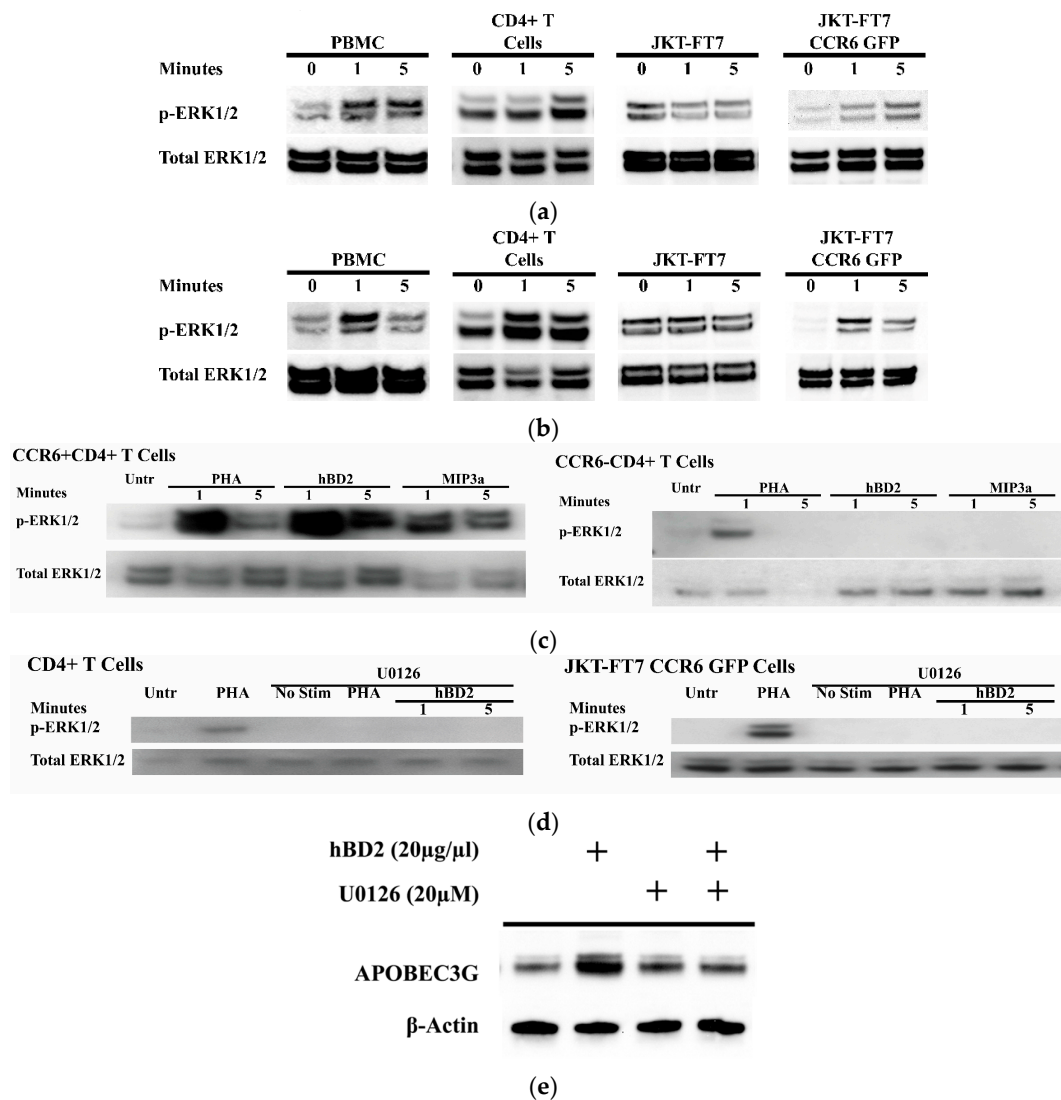 PBMC
CD4+ T Cells
JKT-FT7
JKT-FT7 CCR6 GFP
Minutes 0 1 5 0 1 5 0 1 5 0 1 5
p-ERK1/2
Total ERK1/2
(a)
PBMC
CD4+ T Cells
JKT-FT7
JKT-FT7 CCR6 GFP
Minutes 0 1 5 0 1 5 0 1 5 0 1 5
p-ERK1/2
Total ERK1/2
(b)
CCR6+CD4+ T Cells
Untr PHA hBD2 MIP3a
Minutes 1 5 1 5 1 5
p-ERK1/2
Total ERK1/2
CCR6-CD4+ T Cells
Untr PHA hBD2 MIP3a
Minutes 1 5 1 5 1 5
p-ERK1/2
Total ERK1/2
(c)
CD4+ T Cells
U0126
Untr PHA No Stim PHA hBD2
Minutes 1 5
p-ERK1/2
Total ERK1/2
JKT-FT7 CCR6 GFP Cells
U0126
Untr PHA No Stim PHA hBD2
Minutes 1 5
p-ERK1/2
Total ERK1/2
(d)
hBD2 (20µg/µl) + +
U0126 (20µM) + +
APOBEC3G
β-Actin
(e)